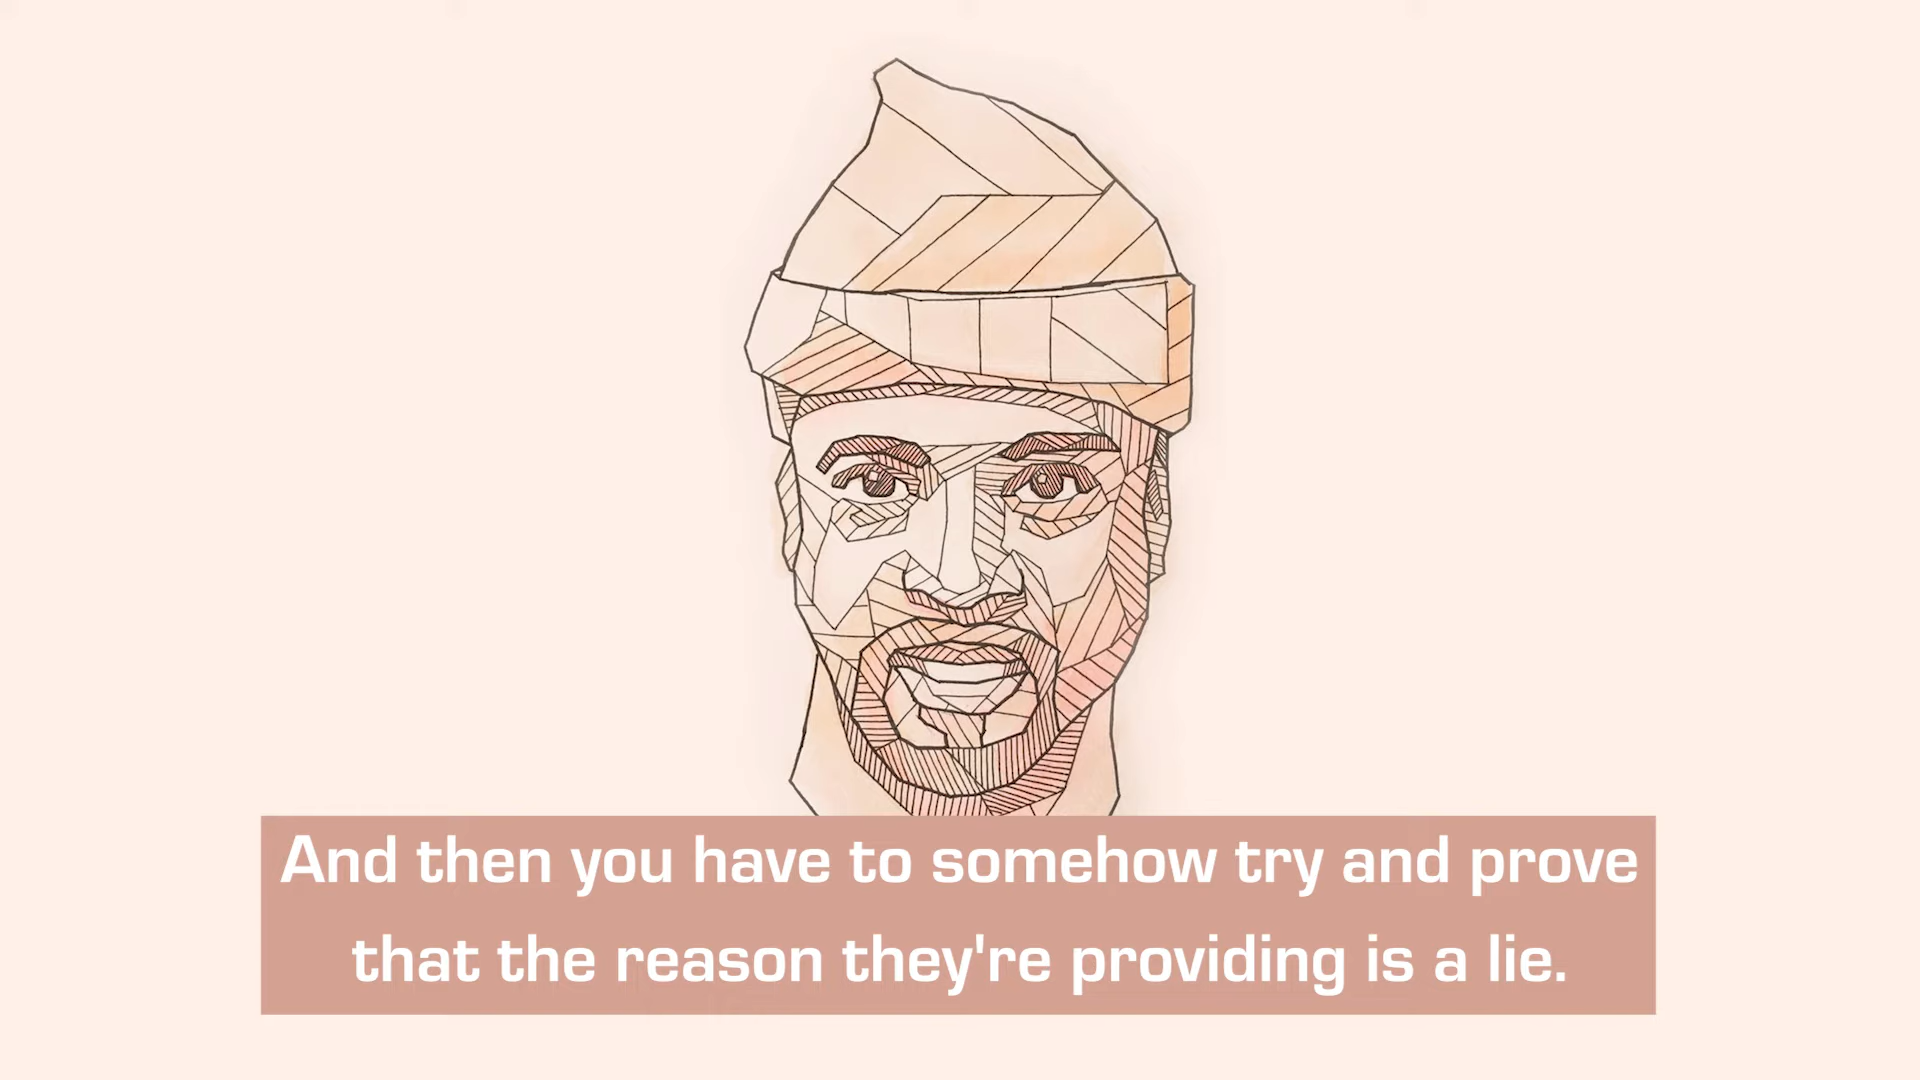 And then you have to somehow try and prove
that the reason they're providing is a lie.